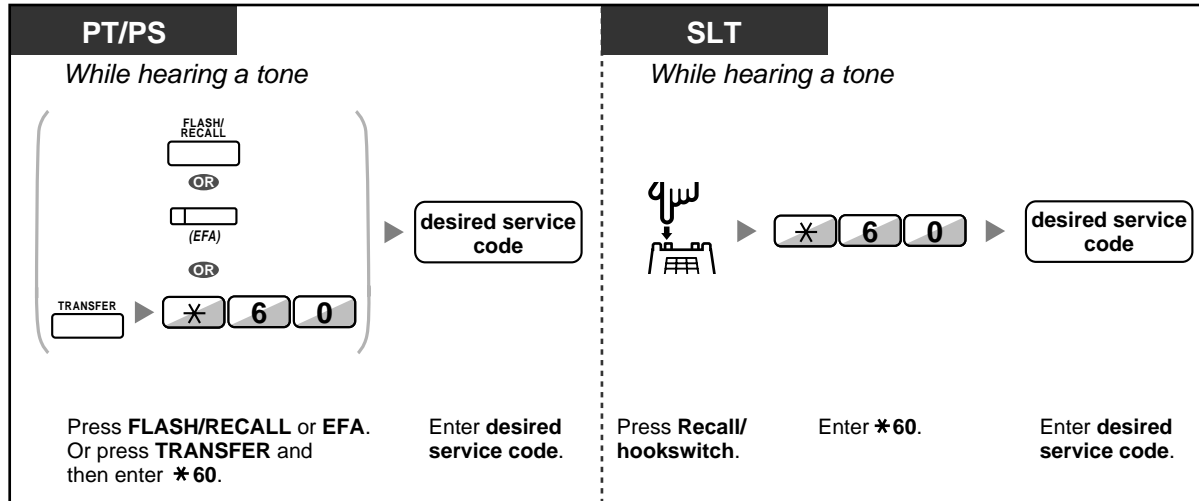 PT/PS
While hearing a tone
FLASH/
RECALL
OR
(EFA)
OR
TRANSFER
* 6 0
desired service
code
Press FLASH/RECALL or EFA.
Or press TRANSFER and
then enter *60.
Enter desired
service code.
SLT
While hearing a tone
* 6 0
desired service
code
Press Recall/
hookswitch.
Enter *60.
Enter desired
service code.